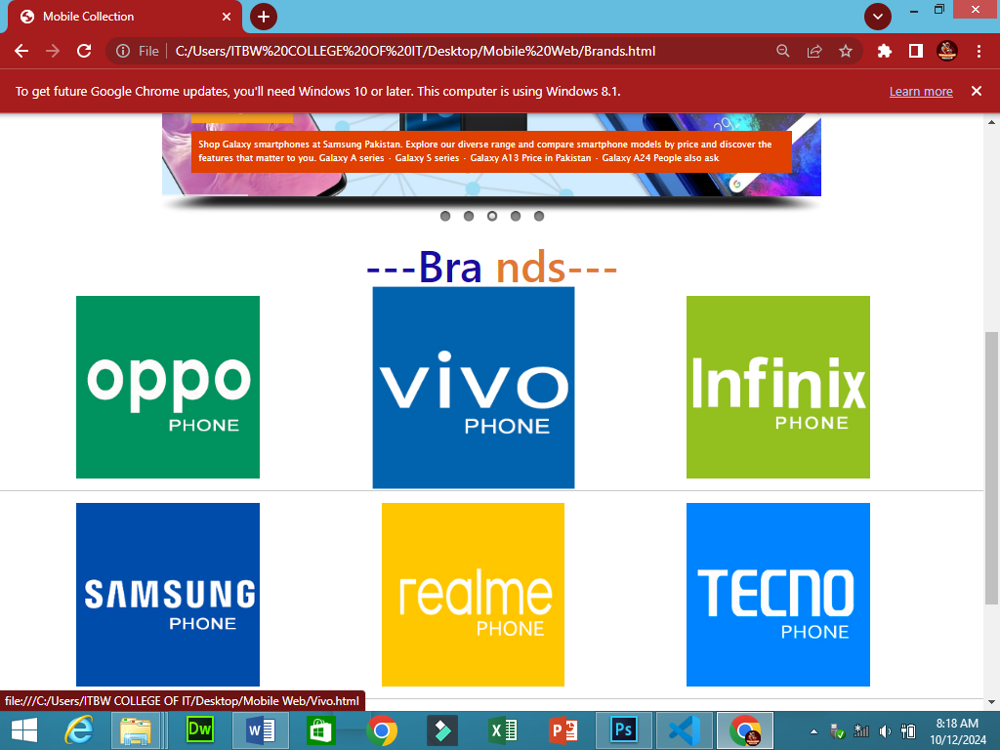 Mobile Collection
File
C:/Users/ITBW%20COLLEGE%20OF%20IT/Desktop/Mobile%20Web/Brands.html
To get future Google Chrome updates, you'll need Windows 10 or later. This computer is using Windows 8.1.
Learn more
Shop Galaxy smartphones at Samsung Pakistan. Explore our diverse range and compare smartphone models by price and discover the
features that matter to you. Galaxy A series · Galaxy S series · Galaxy A13 Price in Pakistan · Galaxy A24 People also ask
---Bra nds---
oppo
PHONE
vivo
PHONE
Infinix
PHONE
SAMSUNG
PHONE
realme
PHONE
TECNO
PHONE
file:///C:/Users/ITBW COLLEGE OF IT/Desktop/Mobile Web/Vivo.html
Dw
Ps
8:18 AM
10/12/2024